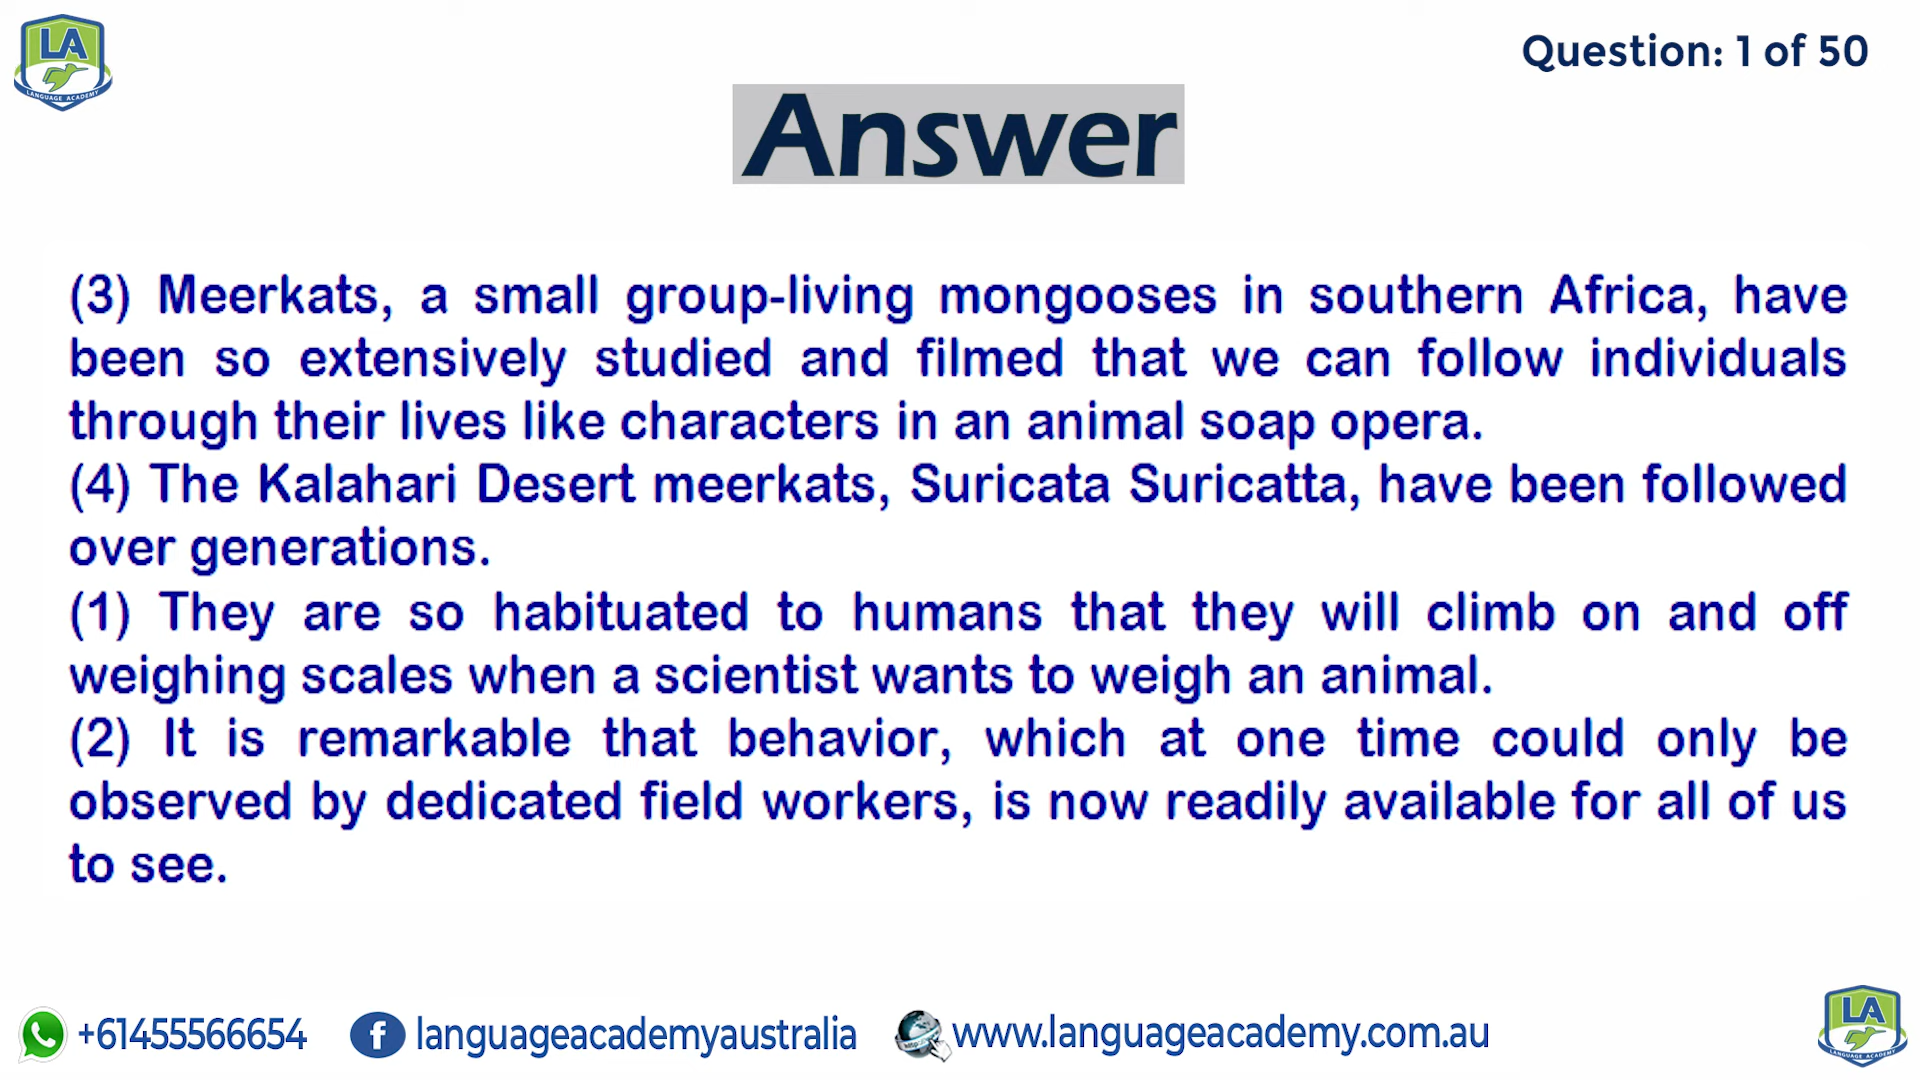 LA
LANGUAGE ACADEMY
Question: 1 of 50
Answer
(3) Meerkats, a small group-living mongooses in southern Africa, have
been so extensively studied and filmed that we can follow individuals
through their lives like characters in an animal soap opera.
(4) The Kalahari Desert meerkats, Suricata Suricatta, have been followed
over generations.
(1) They are so habituated to humans that they will climb on and off
weighing scales when a scientist wants to weigh an animal.
(2) It is remarkable that behavior, which at one time could only be
observed by dedicated field workers, is now readily available for all of us
to see.
+61455566654 f languageacademyaustralia www.languageacademy.com.au
LA
LANGUAGE ACADEMY